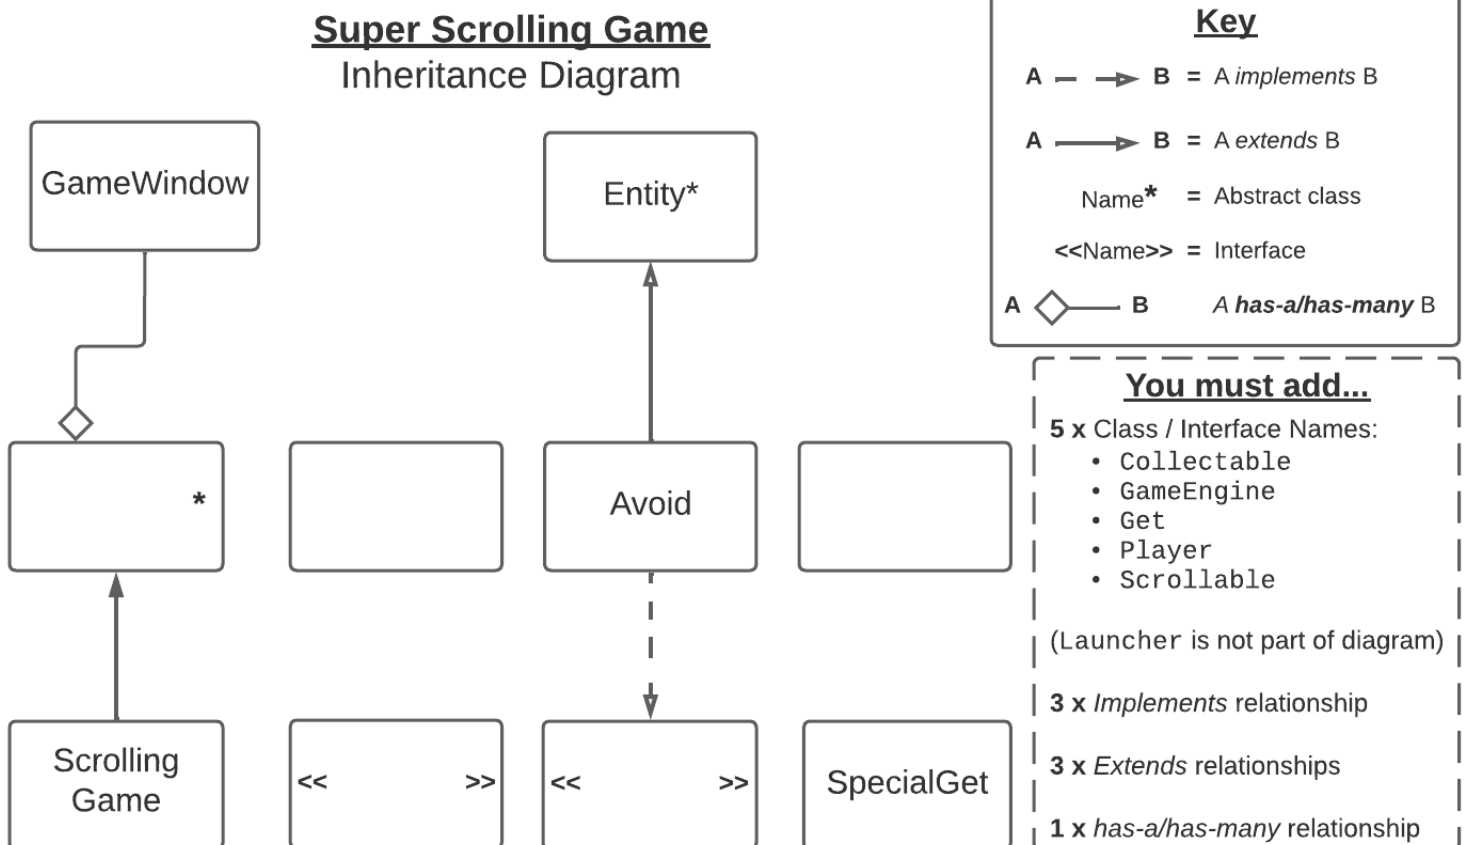 Super Scrolling Game
Inheritance Diagram
GameWindow
Entity*
*
Avoid
Scrolling
Game
<< >>
<< >>
SpecialGet
Key
A B = A implements B
A B = A extends B
Name* = Abstract class
<<Name>> = Interface
A B A has-a/has-many B
You must add...
5 x Class / Interface Names:
• Collectable
• GameEngine
• Get
• Player
• Scrollable
(Launcher is not part of diagram)
3 x Implements relationship
3 x Extends relationships
1 x has-a/has-many relationship